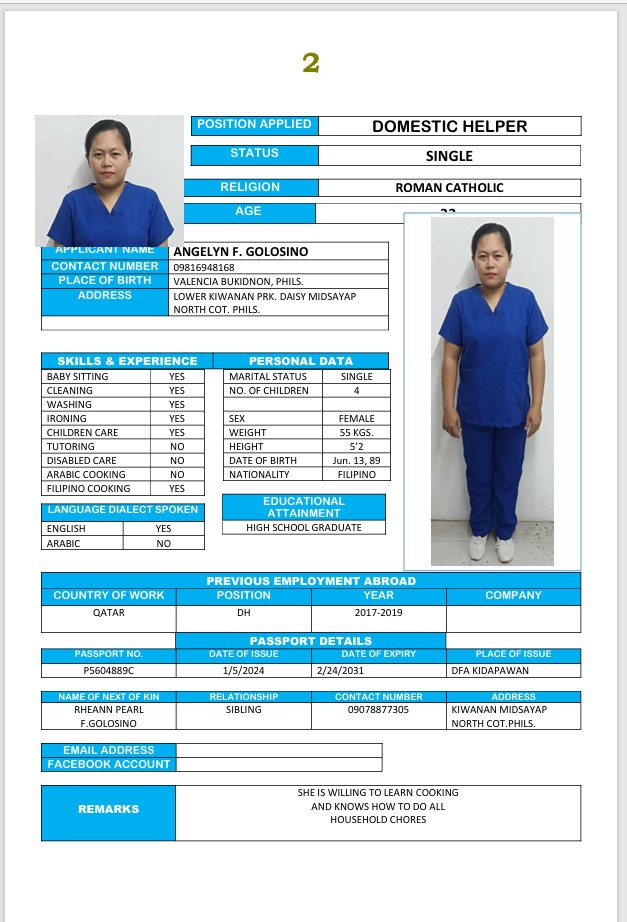 2
POSITION APPLIED DOMESTIC HELPER
STATUS SINGLE
RELIGION ROMAN CATHOLIC
AGE
APPLICANT NAME ANGELYN F. GOLOSINO
CONTACT NUMBER 09816948168
PLACE OF BIRTH VALENCIA BUKIDNON, PHILS.
ADDRESS LOWER KIWANAN PRK. DAISY MIDSAYAP
NORTH COT. PHILS.
SKILLS & EXPERIENCE PERSONAL DATA
BABY SITTING YES MARITAL STATUS SINGLE
CLEANING YES NO. OF CHILDREN 4
WASHING YES
IRONING YES SEX FEMALE
CHILDREN CARE YES WEIGHT 55 KGS.
TUTORING NO HEIGHT 5'2
DISABLED CARE NO DATE OF BIRTH Jun. 13, 89
ARABIC COOKING NO NATIONALITY FILIPINO
FILIPINO COOKING YES
LANGUAGE DIALECT SPOKEN
ENGLISH YES
ARABIC NO
EDUCATIONAL
ATTAINMENT
HIGH SCHOOL GRADUATE
PREVIOUS EMPLOYMENT ABROAD
COUNTRY OF WORK POSITION YEAR COMPANY
QATAR DH 2017-2019
PASSPORT DETAILS
PASSPORT NO. DATE OF ISSUE DATE OF EXPIRY PLACE OF ISSUE
P5604889C 1/5/2024 2/24/2031 DFA KIDAPAWAN
NAME OF NEXT OF KIN RELATIONSHIP CONTACT NUMBER ADDRESS
RHEANN PEARL SIBLING 09078877305 KIWANAN MIDSAYAP
F.GOLOSINO NORTH COT.PHILS.
EMAIL ADDRESS
FACEBOOK ACCOUNT
REMARKS
SHE IS WILLING TO LEARN COOKING
AND KNOWS HOW TO DO ALL
HOUSEHOLD CHORES